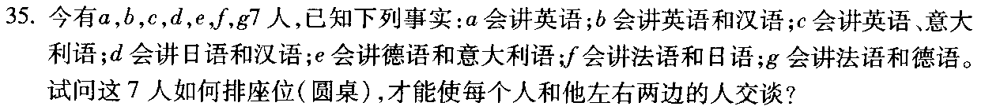 35. 今有a,b,c,d,e,f,g7人,已知下列事实:a会讲英语;b会讲英语和汉语;c会讲英语、意大
利语;d会讲日语和汉语;e会讲德语和意大利语;f会讲法语和日语;g会讲法语和德语。
试问这7人如何排座位(圆桌),才能使每个人和他左右两边的人交谈?